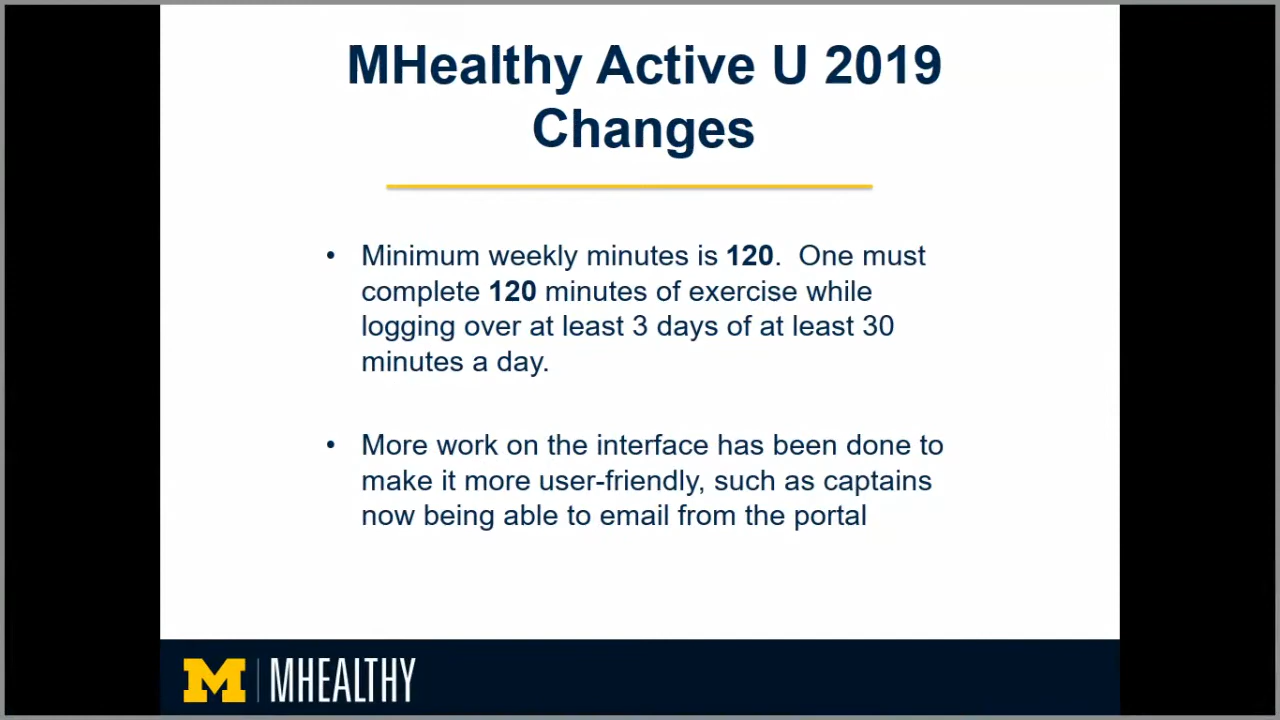 MHealthy Active U 2019
Changes
• Minimum weekly minutes is 120.  One must
complete 120 minutes of exercise while
logging over at least 3 days of at least 30
minutes a day.
• More work on the interface has been done to
make it more user-friendly, such as captains
now being able to email from the portal
M | MHEALTHY